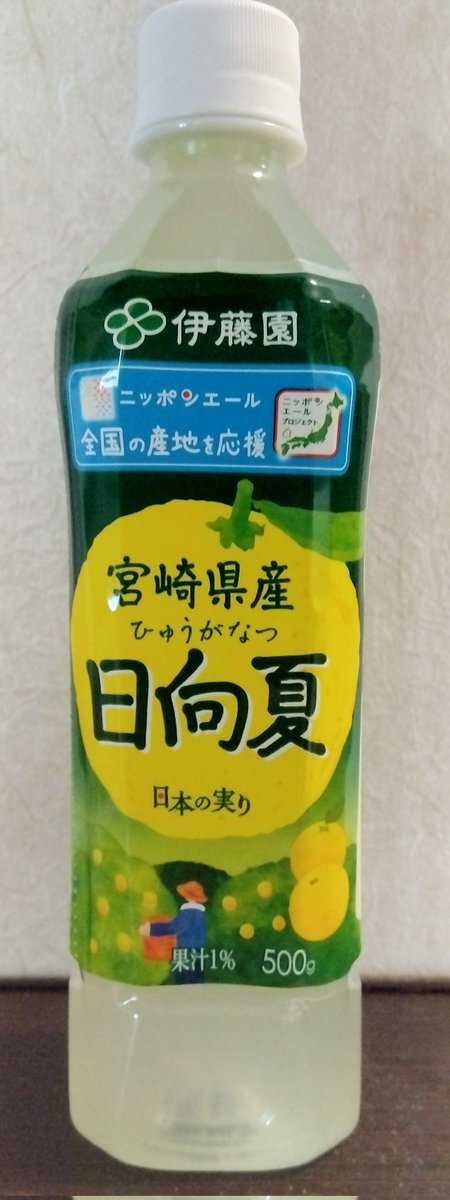 伊藤園
ニッポンエール
全国の産地を応援
ニッポン
エール
プロジェクト
宮崎県産
ひゅうがなつ
日向夏
日本の実り
果汁1% 500g